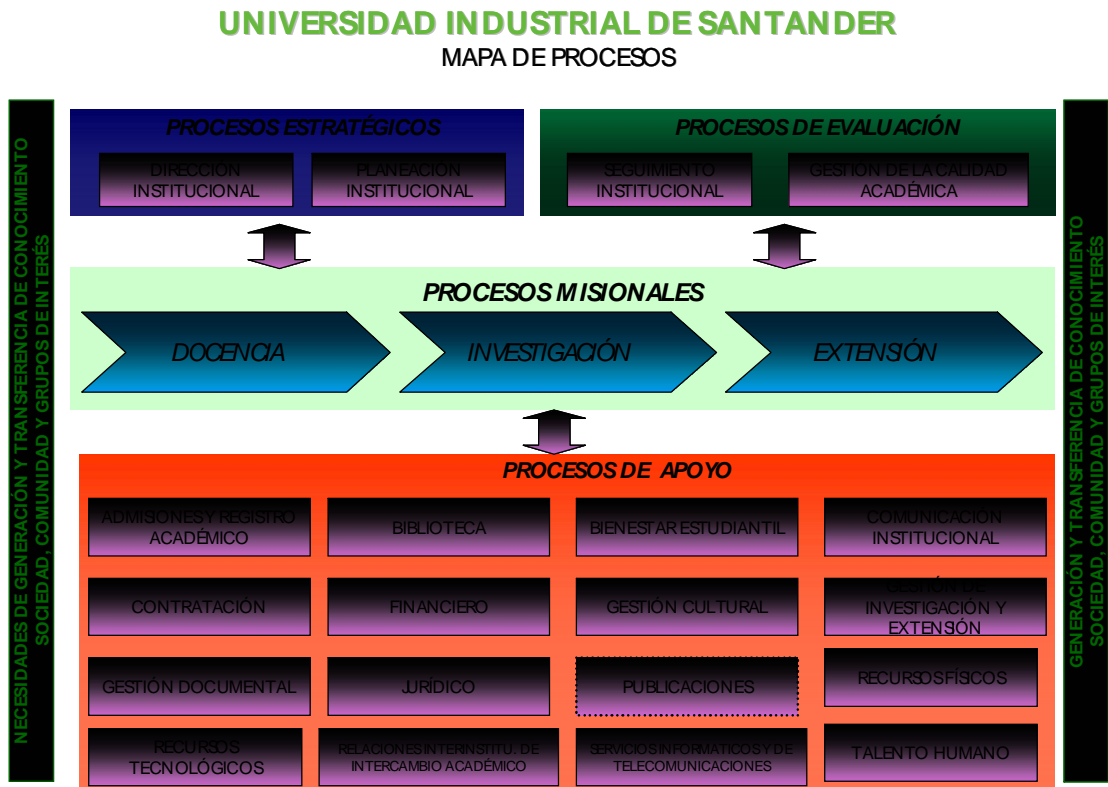 UNIVERSIDAD INDUSTRIAL DE SANTANDER
MAPA DE PROCESOS
NECESIDADES DE GENERACIÓN Y TRANSFERENCIA DE CONOCIMIENTO
SOCIEDAD, COMUNIDAD Y GRUPOS DE INTERÉS
PROCESOS ESTRATÉGICOS
DIRECCION
INSTITUCIONAL
PLANEACIÓN
INSTITUCIONAL
PROCESOS DE EVALUACIÓN
SEGUIMIENTO
INSTITUCIONAL
GESTIÓN DE LA CALIDAD
ACADÉMICA
PROCESOS MISIONALES
DOCENCIA
INVESTIGACIÓN
EXTENSIÓN
PROCESOS DE APOYO
ADMISIONES Y REGISTRO
ACADÉMICO
BIBLIOTECA
BIENESTAR ESTUDIANTIL
COMUNICACIÓN
INSTITUCIONAL
CONTRATACIÓN
FINANCIERO
GESTIÓN CULTURAL
GESTIÓN DE
INVESTIGACIÓN Y
EXTENSIÓN
GESTIÓN DOCUMENTAL
JURÍDICO
PUBLICACIONES
RECURSOS FÍSICOS
RECURSOS
TECNOLÓGICOS
RELACIONES INTERINSTITU. DE
INTERCAMBIO ACADÉMICO
SERVICIOS INFORMATICOS Y DE
TELECOMUNICACIONES
TALENTO HUMANO
GENERACIÓN Y TRANSFERENCIA DE CONOCIMIENTO
SOCIEDAD, COMUNIDAD Y GRUPOS DE INTERÉS